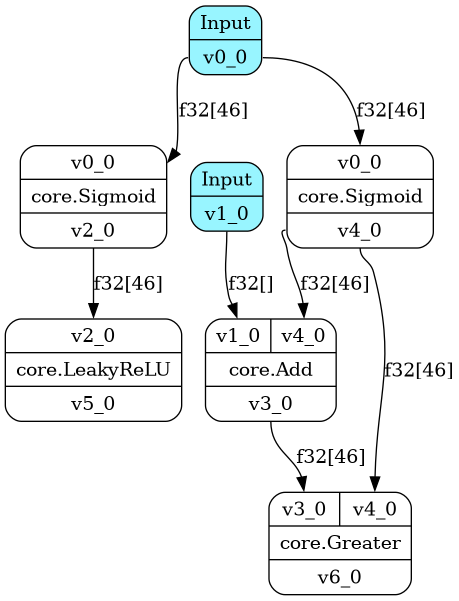 Input
v0_0
f32[46]
f32[46]
v0_0
core.Sigmoid
v2_0
Input
v1_0
v0_0
core.Sigmoid
v4_0
f32[46]
f32[]
f32[46]
v2_0
core.LeakyReLU
v5_0
v1_0 v4_0
core.Add
v3_0
f32[46]
f32[46]
v3_0 v4_0
core.Greater
v6_0